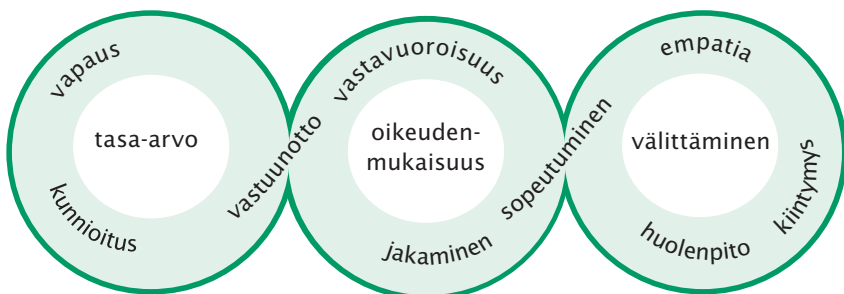 vapaus
tasa-arvo
kunnioitus
vastuunotto
vastavuoroisuus
oikeuden-
mukaisuus
jakaminen
sopeutuminen
empatia
välittäminen
kiintymys
huolenpito